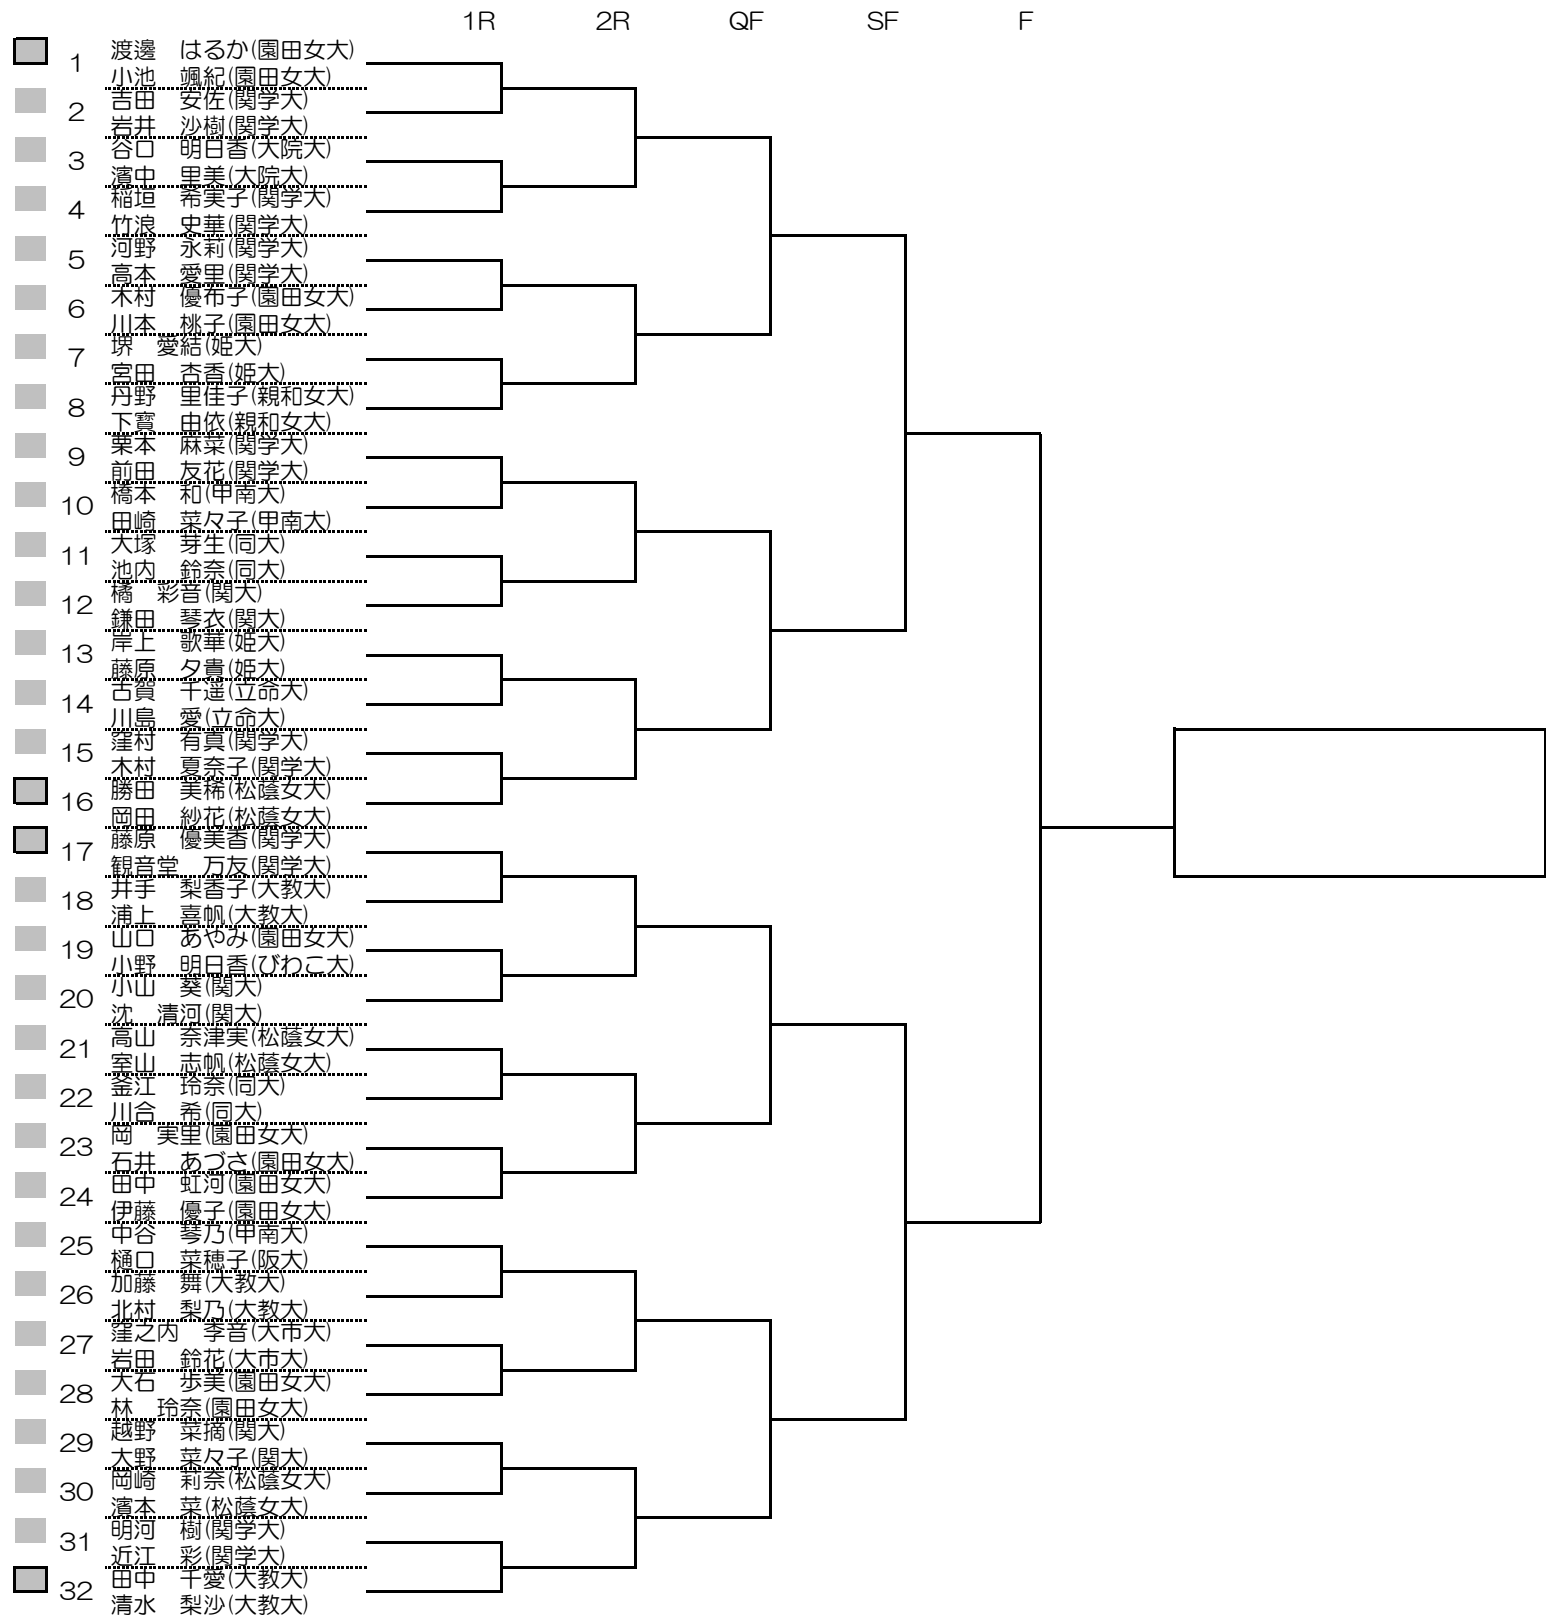 1R 2R QF SF F
1 渡邊　はるか(園田女大)
小池　颯紀(園田女大)
2 吉田　安佐(関学大)
岩井　沙樹(関学大)
3 谷口　明日香(大院大)
濱中　里美(大院大)
4 稲垣　希実子(関学大)
竹浪　史華(関学大)
5 河野　永莉(関学大)
高本　愛里(関学大)
6 木村　優布子(園田女大)
川本　桃子(園田女大)
7 堺　愛結(姫大)
宮田　杏香(姫大)
8 丹野　里佳子(親和女大)
下寳　由依(親和女大)
9 栗本　麻菜(関学大)
前田　友花(関学大)
10 橋本　和(甲南大)
田崎　菜々子(甲南大)
11 大塚　芽生(同大)
池内　鈴奈(同大)
12 橘　彩音(関大)
鎌田　琴衣(関大)
13 岸上　歌華(姫大)
藤原　夕貴(姫大)
14 古賀　千遥(立命大)
川島　愛(立命大)
15 窪村　有真(関学大)
木村　夏奈子(関学大)
16 勝田　美稀(松蔭女大)
岡田　紗花(松蔭女大)
17 藤原　優美香(関学大)
観音堂　万友(関学大)
18 井手　梨香子(大教大)
浦上　喜帆(大教大)
19 山口　あやみ(園田女大)
小野　明日香(びわこ大)
20 小山　葵(関大)
沈　清河(関大)
21 高山　奈津実(松蔭女大)
室山　志帆(松蔭女大)
22 釜江　玲奈(同大)
川合　希(同大)
23 岡　実里(園田女大)
石井　あづさ(園田女大)
24 田中　虹河(園田女大)
伊藤　優子(園田女大)
25 中谷　琴乃(甲南大)
樋口　菜穂子(阪大)
26 加藤　舞(大教大)
北村　梨乃(大教大)
27 窪之内　李音(大市大)
岩田　鈴花(大市大)
28 大石　歩美(園田女大)
林　玲奈(園田女大)
29 越野　菜摘(関大)
大野　菜々子(関大)
30 岡崎　莉奈(松蔭女大)
濱本　菜(松蔭女大)
31 明河　樹(関学大)
近江　彩(関学大)
32 田中　千愛(大教大)
清水　梨沙(大教大)